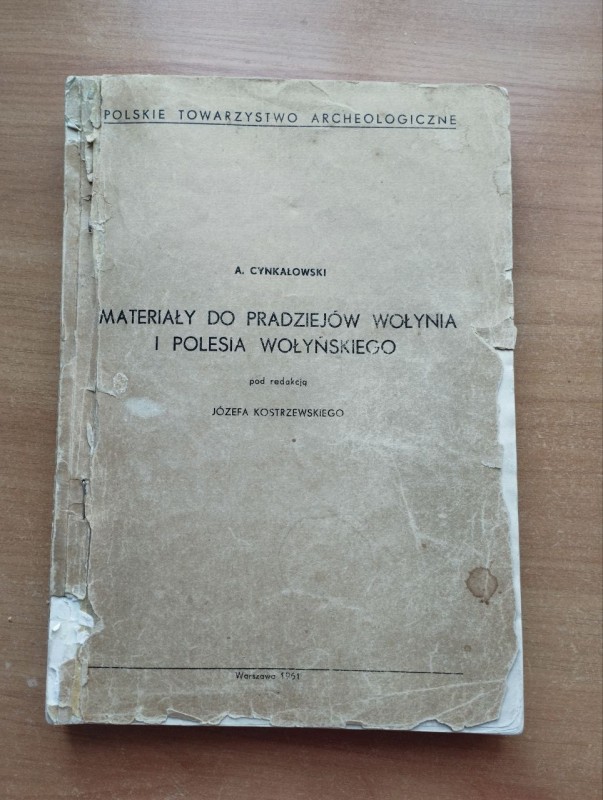 POLSKIE TOWARZYSTWO ARCHEOLOGICZNE
A. CYNKAŁOWSKI
MATERIAŁY DO PRADZIEJÓW WOŁYNIA
I POLESIA WOŁYŃSKIEGO
pod redakcją
JÓZEFA KOSTRZEWSKIEGO
Warszawa 1961